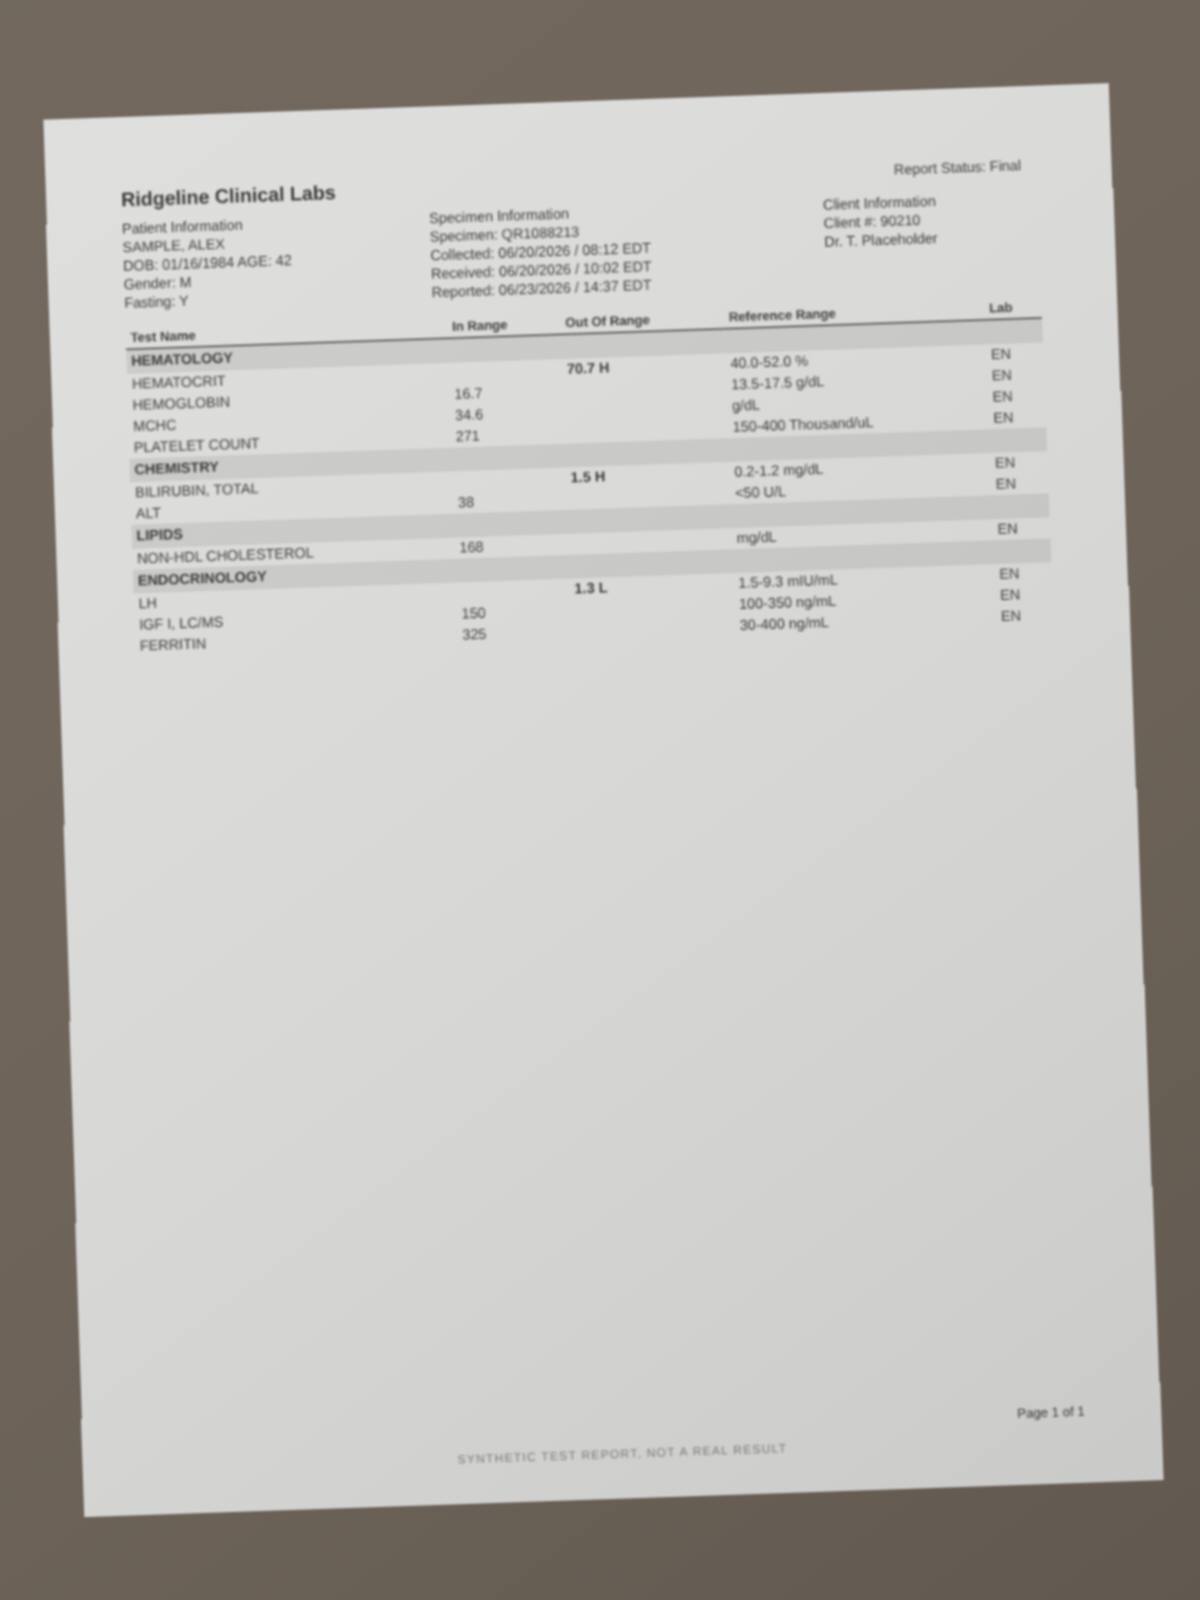 Report Status: Final
Ridgeline Clinical Labs
Patient Information
SAMPLE, ALEX
DOB: 01/16/1984 AGE: 42
Gender: M
Fasting: Y
Specimen Information
Specimen: QR1088213
Collected: 06/20/2026 / 08:12 EDT
Received: 06/20/2026 / 10:02 EDT
Reported: 06/23/2026 / 14:37 EDT
Client Information
Client #: 90210
Dr. T. Placeholder
Test Name In Range Out Of Range Reference Range Lab
HEMATOLOGY
HEMATOCRIT 70.7 H 40.0-52.0 % EN
HEMOGLOBIN 16.7 13.5-17.5 g/dL EN
MCHC 34.6 g/dL EN
PLATELET COUNT 271 150-400 Thousand/uL EN
CHEMISTRY
BILIRUBIN, TOTAL 1.5 H 0.2-1.2 mg/dL EN
ALT 38 <50 U/L EN
LIPIDS
NON-HDL CHOLESTEROL 168 mg/dL EN
ENDOCRINOLOGY
LH 1.3 L 1.5-9.3 mIU/mL EN
IGF I, LC/MS 150 100-350 ng/mL EN
FERRITIN 325 30-400 ng/mL EN
Page 1 of 1
SYNTHETIC TEST REPORT, NOT A REAL RESULT